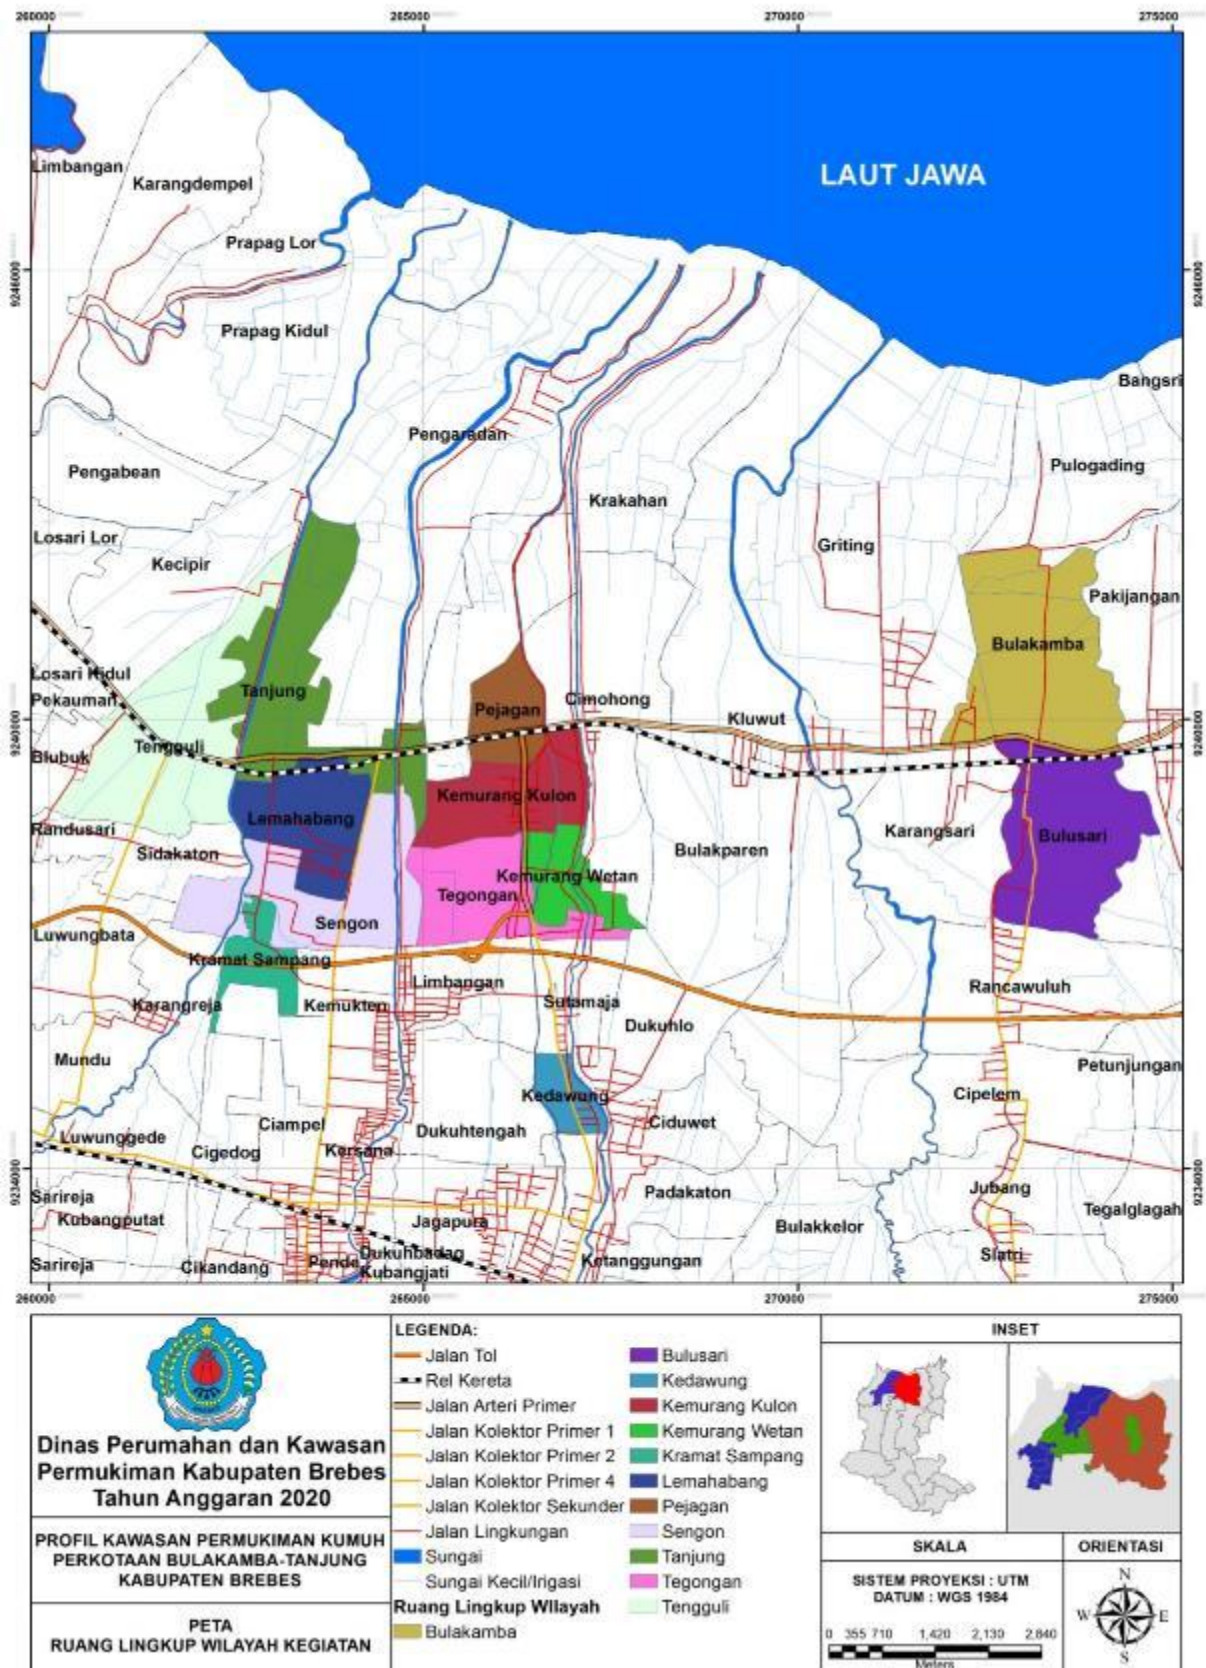 260000
265000
270000
275000
LAUT JAWA
Limbangan
Karangdempel
Prapag Lor
9246000
9246000
Prapag Kidul
Bangsri
Pengaradan
Pengabean
Pulogading
Krakahan
Losari Lor
Griting
Kecipir
Pakijangan
Bulakamba
Losari Kidul
Tanjung
Pekauman
Cimohong
Pejagan
Kluwut
9240000
9240000
Tengguli
Blubuk
Kemurang Kulon
Lemahabang
Randusari
Karangsari
Bulusari
Sidakaton
Bulakparen
Kemurang Wetan
Tegongan
Sengon
Luwungbata
Kramat Sampang
Limbangan
Rancawuluh
Karangreja
Kemukten
Sutamaja
Dukuhlo
Mundu
Petunjungan
Kedawung
Cipelem
Ciampel
Ciduwet
Luwunggede
Dukuhtengah
Cigedog
Kersana
9234000
9234000
Sarireja
Padakaton
Jubang
Kubangputat
Jagapura
Bulakkelor
Tegalglagah
Dukuhbadag
Slatri
Sarireja
Cikandang
Penda
Kubangjati
Ketanggungan
260000
265000
270000
275000
Dinas Perumahan dan Kawasan
Permukiman Kabupaten Brebes
Tahun Anggaran 2020
PROFIL KAWASAN PERMUKIMAN KUMUH
PERKOTAAN BULAKAMBA-TANJUNG
KABUPATEN BREBES
PETA
RUANG LINGKUP WILAYAH KEGIATAN
LEGENDA:
Jalan Tol
Rel Kereta
Jalan Arteri Primer
Jalan Kolektor Primer 1
Jalan Kolektor Primer 2
Jalan Kolektor Primer 4
Jalan Kolektor Sekunder
Jalan Lingkungan
Sungai
Sungai Kecil/Irigasi
Ruang Lingkup WIlayah
Bulakamba
Bulusari
Kedawung
Kemurang Kulon
Kemurang Wetan
Kramat Sampang
Lemahabang
Pejagan
Sengon
Tanjung
Tegongan
Tengguli
INSET
SKALA
SISTEM PROYEKSI : UTM
DATUM : WGS 1984
0 355 710 1,420 2,130 2,840
Meters
ORIENTASI
N
W E
S